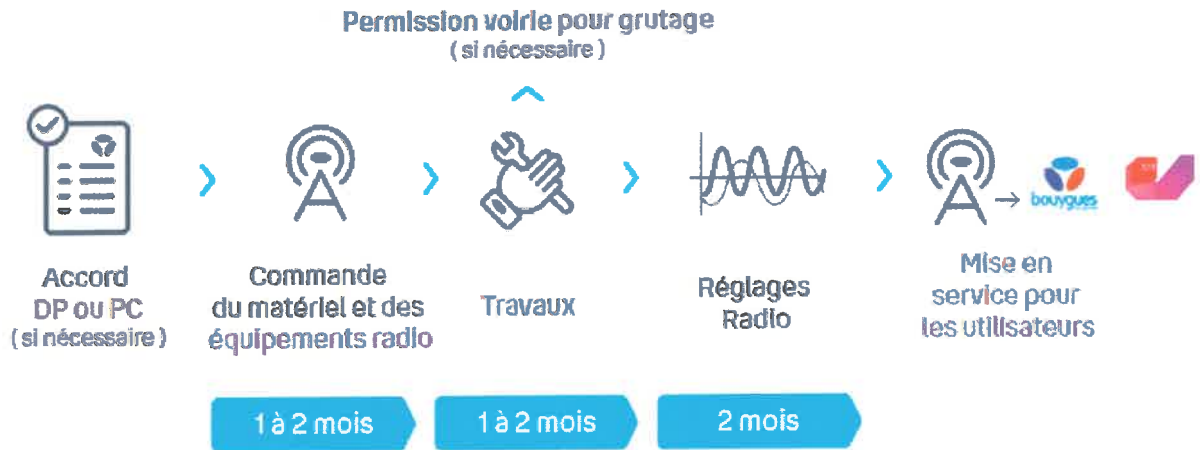 Permission voirie pour grutage
( si nécessaire )
Accord
DP ou PC
( si nécessaire )
Commande
du matériel et des
équipements radio
Travaux
Réglages
Radio
bouygues
Mise en
service pour
les utilisateurs
1 à 2 mois
1 à 2 mois
2 mois